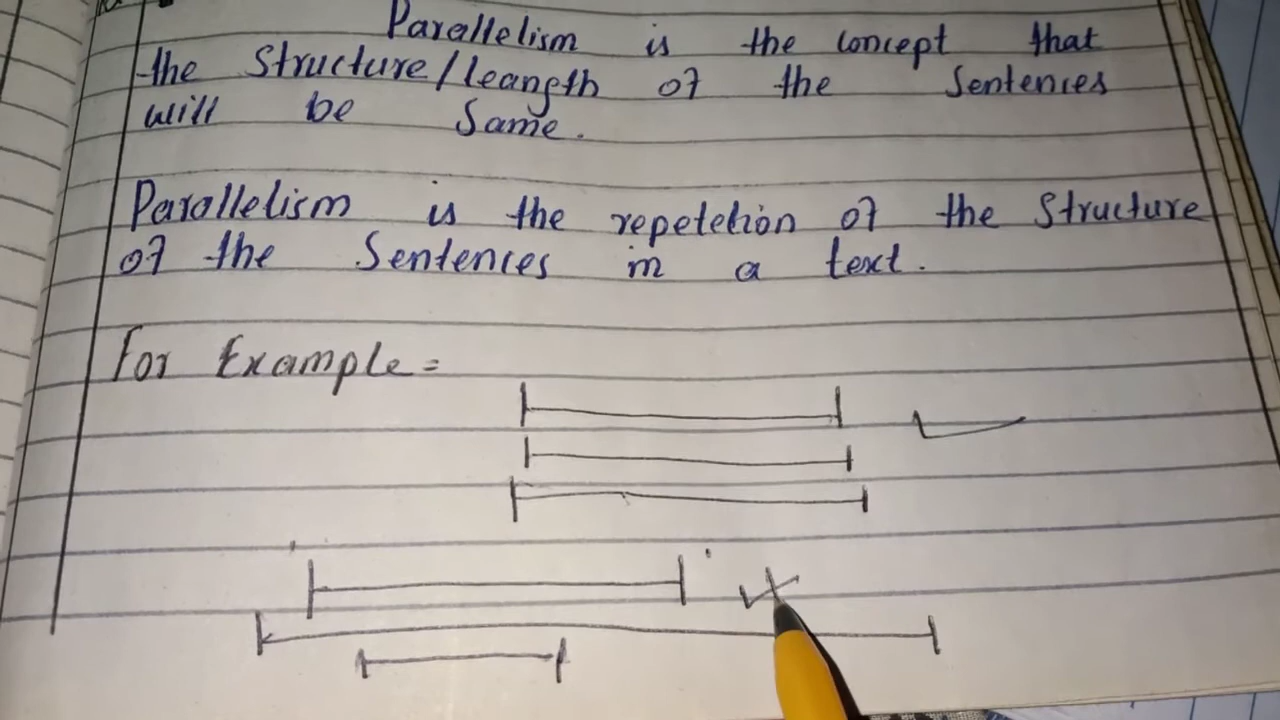 Parallelism is the concept that
the Structure/leangth of the Sentences
will be Same.
Parallelism is the repetetion of the Structure
of the Sentences in a text.
For Example=